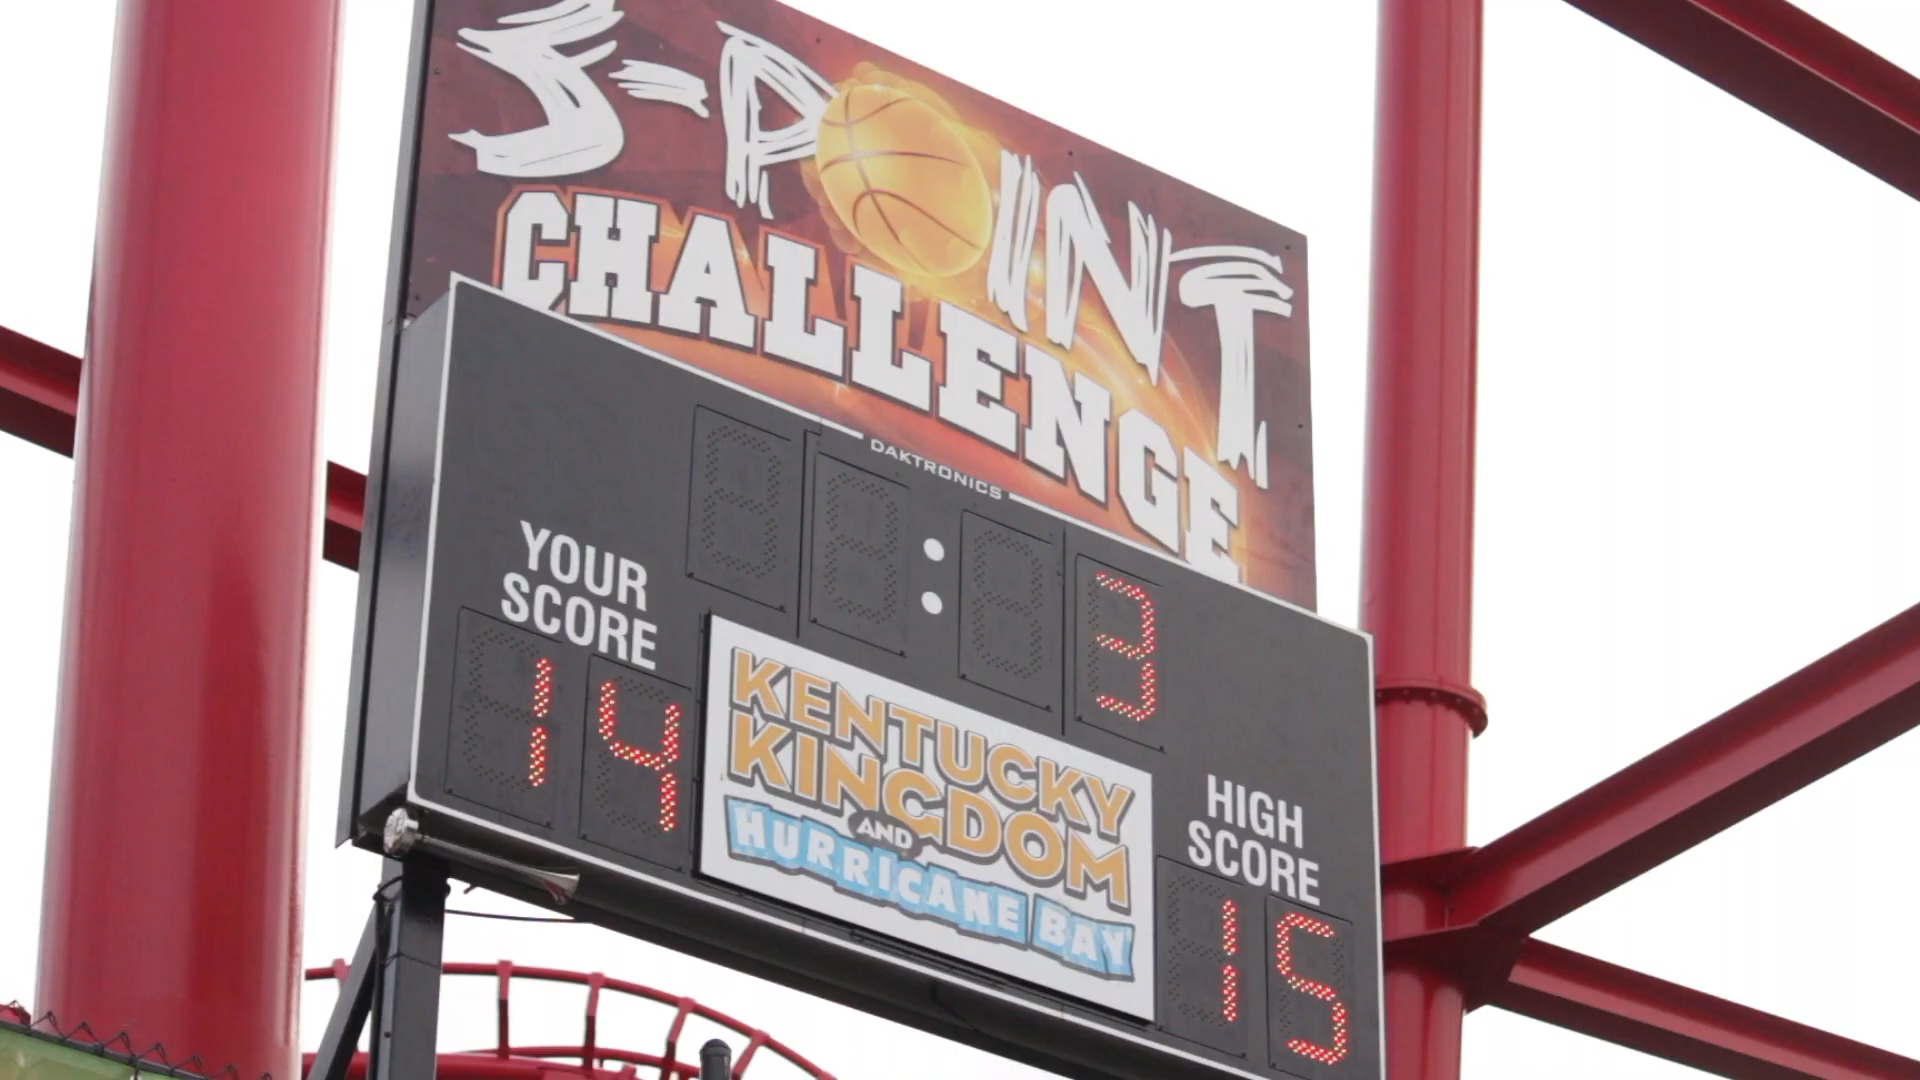 3-POINT
CHALLENGE
DAKTRONICS
: 3
YOUR
SCORE
14
KENTUCKY
KINGDOM
AND
HURRICANE BAY
HIGH
SCORE
15